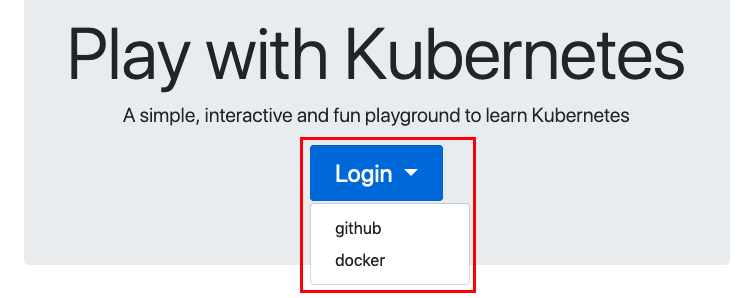 Play with Kubernetes
A simple, interactive and fun playground to learn Kubernetes
Login
github
docker